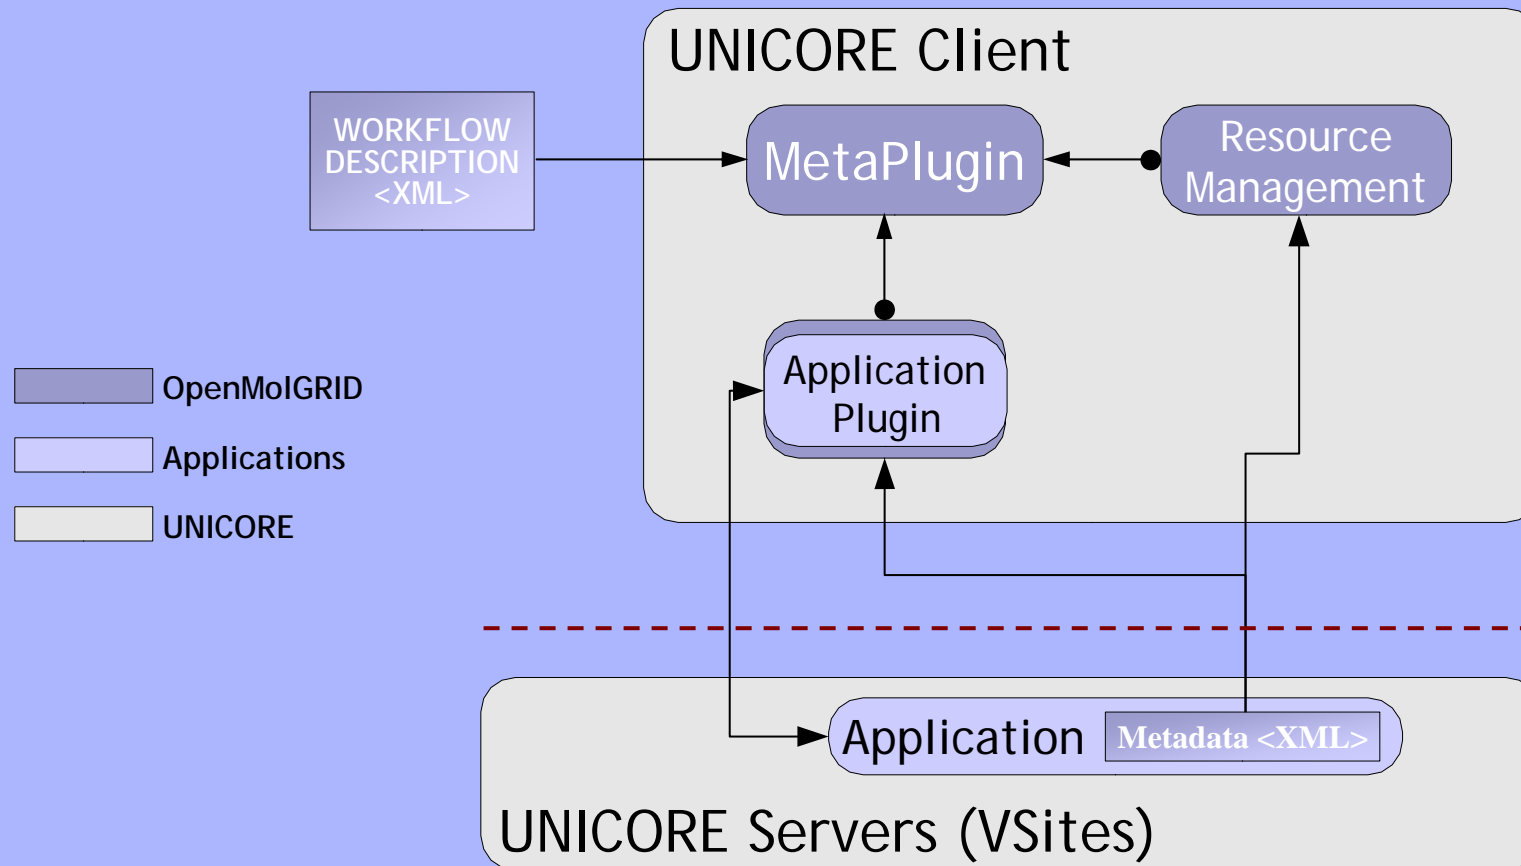 UNICORE Client
WORKFLOW
DESCRIPTION
<XML>
MetaPlugin
Resource
Management
Application
Plugin
OpenMolGRID
Applications
UNICORE
Application
Metadata <XML>
UNICORE Servers (VSites)